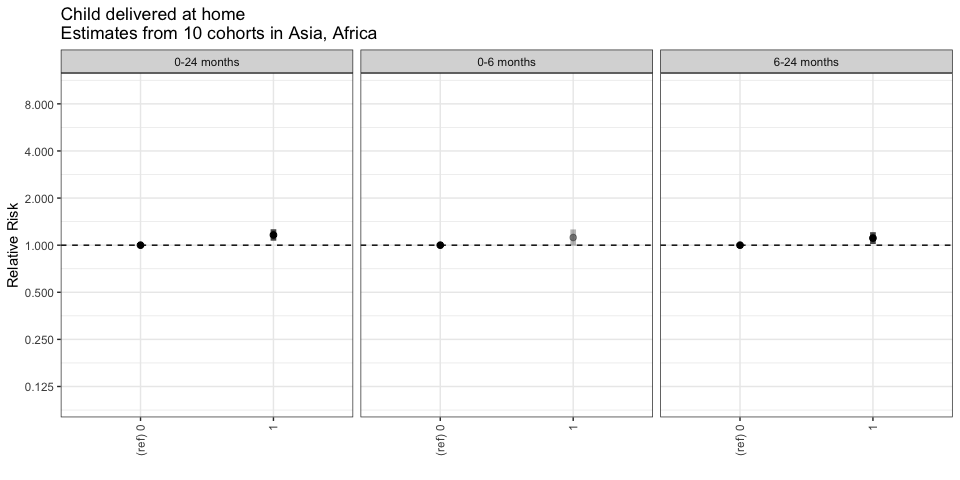 Child delivered at home
Estimates from 10 cohorts in Asia, Africa
0-24 months
0-6 months
6-24 months
Relative Risk
8.000
4.000
2.000
1.000
0.500
0.250
0.125
(ref) 0
1
(ref) 0
1
(ref) 0
1